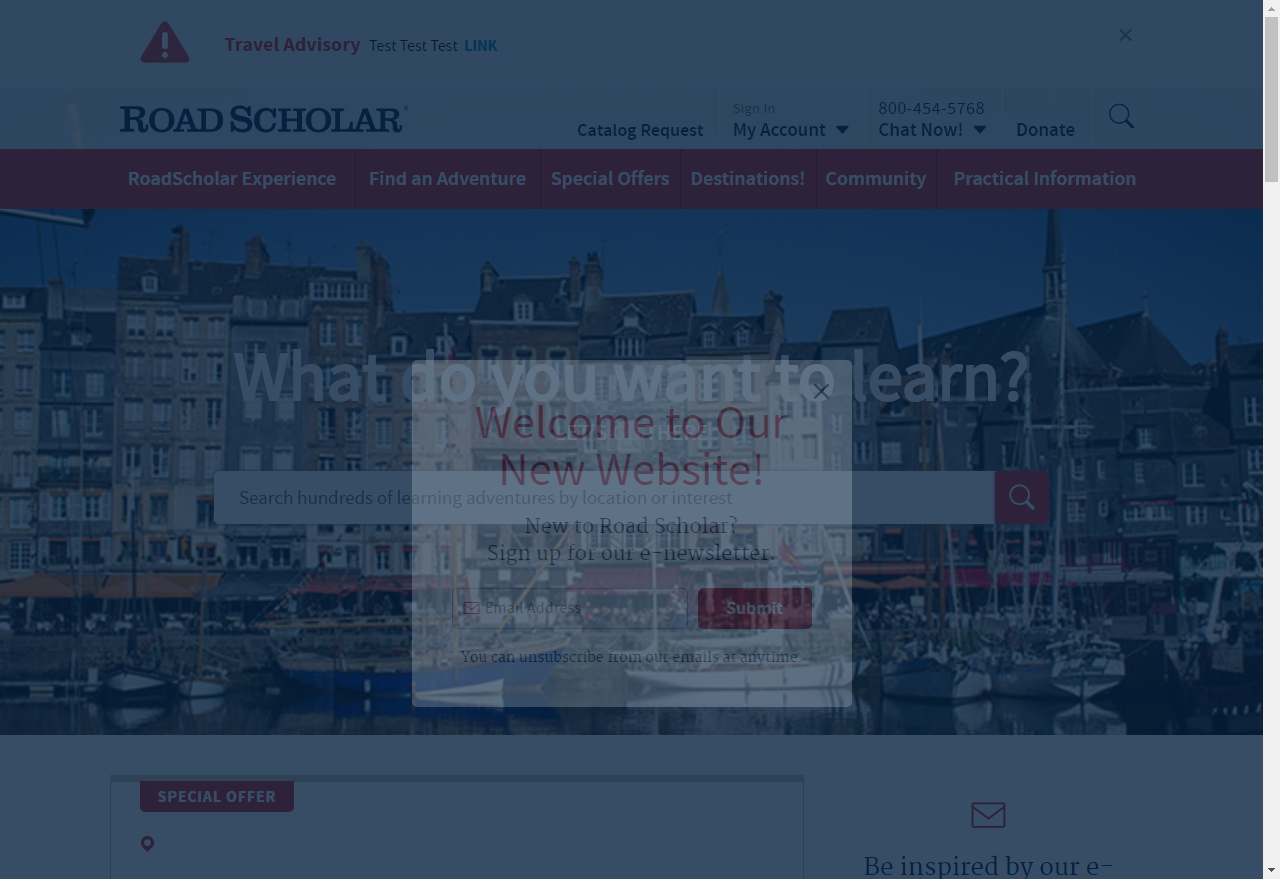 Travel Advisory Test Test Test LINK
ROAD SCHOLAR®
Catalog Request
Sign In
My Account
800-454-5768
Chat Now!
Donate
RoadScholar Experience
Find an Adventure
Special Offers
Destinations!
Community
Practical Information
What do you want to learn?
Search hundreds of learning adventures by location or interest
Welcome to Our
New Website!
New to Road Scholar?
Sign up for our e-newsletter.
Email Address
Submit
You can unsubscribe from our emails at anytime.
SPECIAL OFFER
Be inspired by our e-